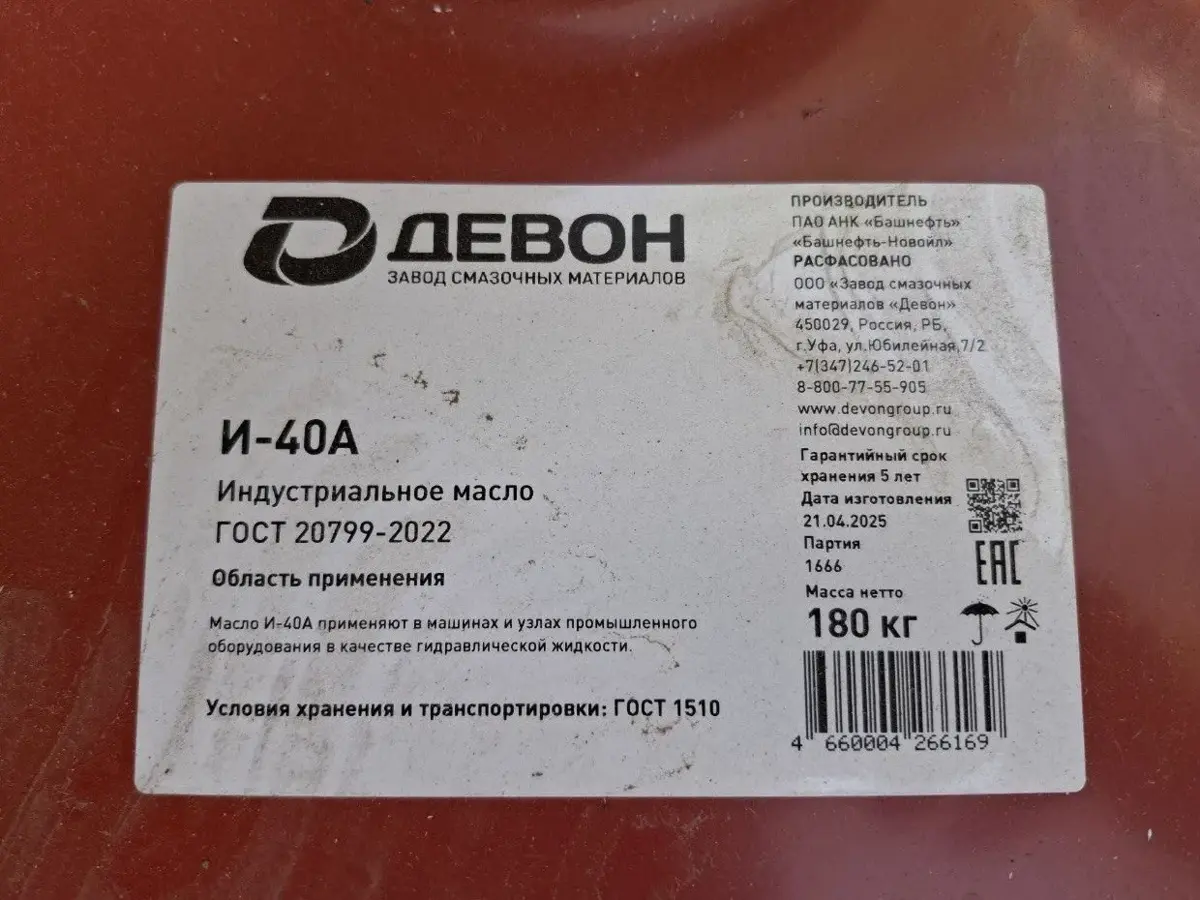 ДЕВОН
ЗАВОД СМАЗОЧНЫХ МАТЕРИАЛОВ
И-40А
Индустриальное масло
ГОСТ 20799-2022
Область применения
Масло И-40А применяют в машинах и узлах промышленного
оборудования в качестве гидравлической жидкости.
Условия хранения и транспортировки: ГОСТ 1510
ПРОИЗВОДИТЕЛЬ
ПАО АНК «Башнефть»
«Башнефть-Новойл»
РАСФАСОВАНО
ООО «Завод смазочных
материалов «Девон»
450029, Россия, РБ,
г.Уфа, ул.Юбилейная,7/2
+7(347)246-52-01
8-800-77-55-905
www.devongroup.ru
info@devongroup.ru
Гарантийный срок
хранения 5 лет
Дата изготовления
21.04.2025
Партия
1666
EAC
Масса нетто
180 кг
4 660004 266169